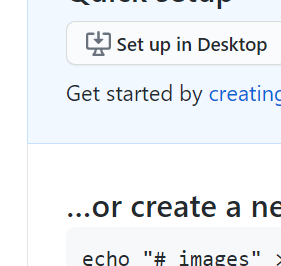 Quick setup
Set up in Desktop
Get started by creating
...or create a ne
echo "# images" >